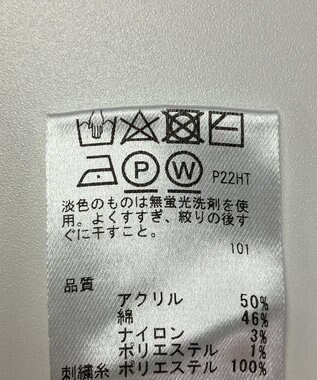 P W P22HT
淡色のものは無蛍光洗剤を使
用。よくすすぎ、絞りの後す
ぐに干すこと。
101
品質
アクリル 50%
綿 46%
ナイロン 3%
ポリエステル 1%
刺繍糸 ポリエステル 100%